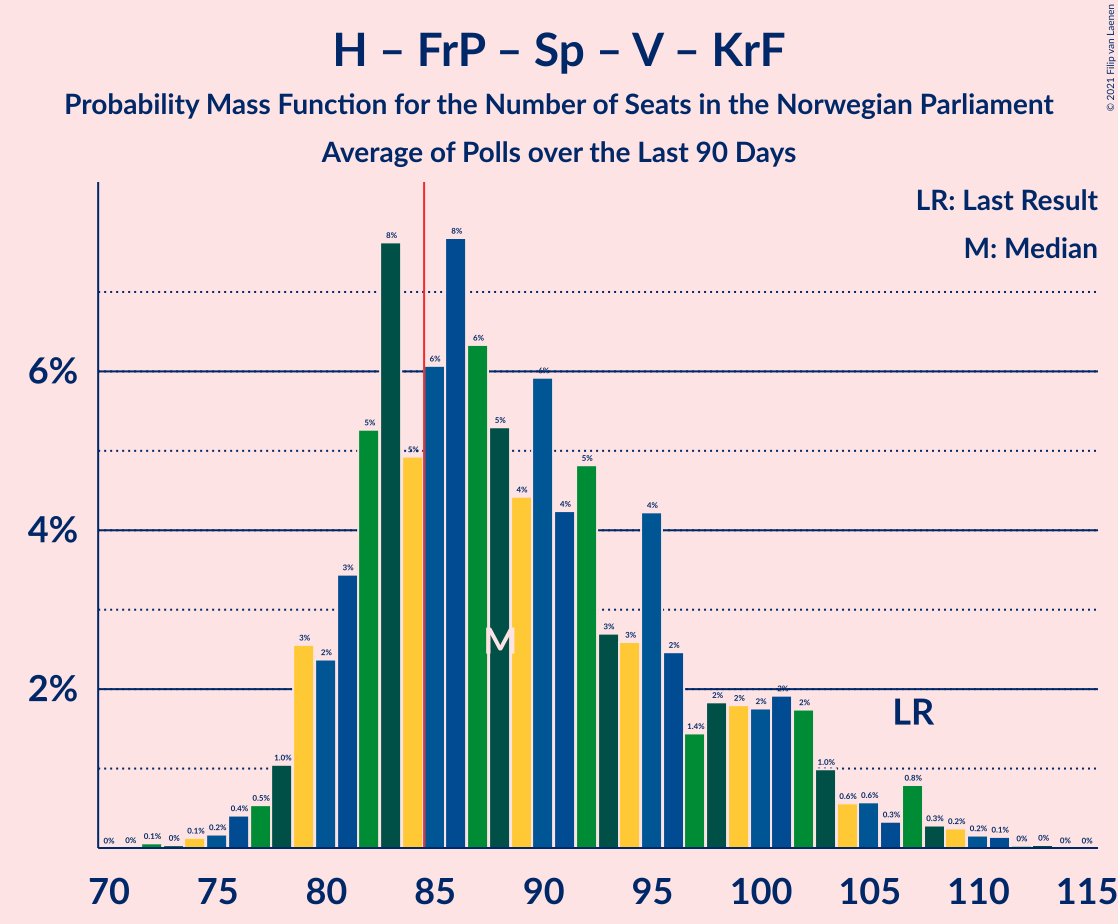 H – FrP – Sp – V – KrF
Probability Mass Function for the Number of Seats in the Norwegian Parliament
Average of Polls over the Last 90 Days
© 2021 Filip van Laenen
LR: Last Result
M: Median
6%
4%
2%
0% 0% 0.1% 0% 0.1% 0.2% 0.4% 0.5% 1.0% 3% 2% 3% 5% 8% 5% 6% 8% 6% 5% 4% 6% 4% 5% 3% 3% 4% 2% 1.4% 2% 2% 2% 2% 2% 1.0% 0.6% 0.6% 0.3% 0.8% 0.3% 0.2% 0.2% 0.1% 0% 0% 0% 0%
M
LR
70 75 80 85 90 95 100 105 110 115